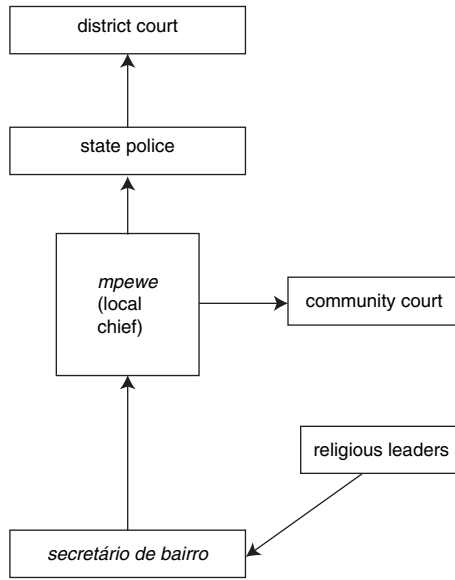 district court
state police
mpewe
(local
chief)
community court
religious leaders
secretário de bairro